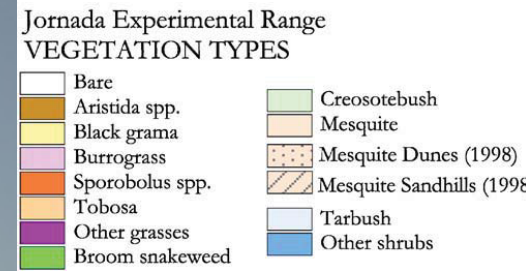 Jornada Experimental Range
VEGETATION TYPES
Bare
Aristida spp.
Black grama
Burrograss
Sporobolus spp.
Tobosa
Other grasses
Broom snakeweed
Creosotebush
Mesquite
Mesquite Dunes (1998)
Mesquite Sandhills (1998
Tarbush
Other shrubs